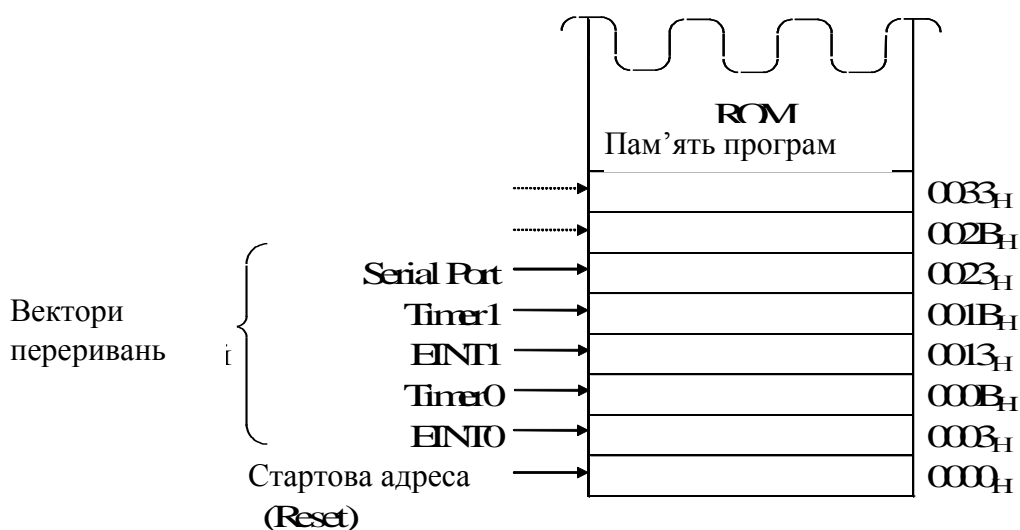 ROM
Пам’ять програм
0033H
002BH
Serial Port 0023H
Timer1 001BH
Вектори
переривань
EINT1 0013H
Timer0 000BH
EINT0 0003H
Стартова адреса 0000H
(Reset)